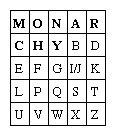 M O N A R
C H Y B D
E F G I/J K
L P Q S T
U V W X Z